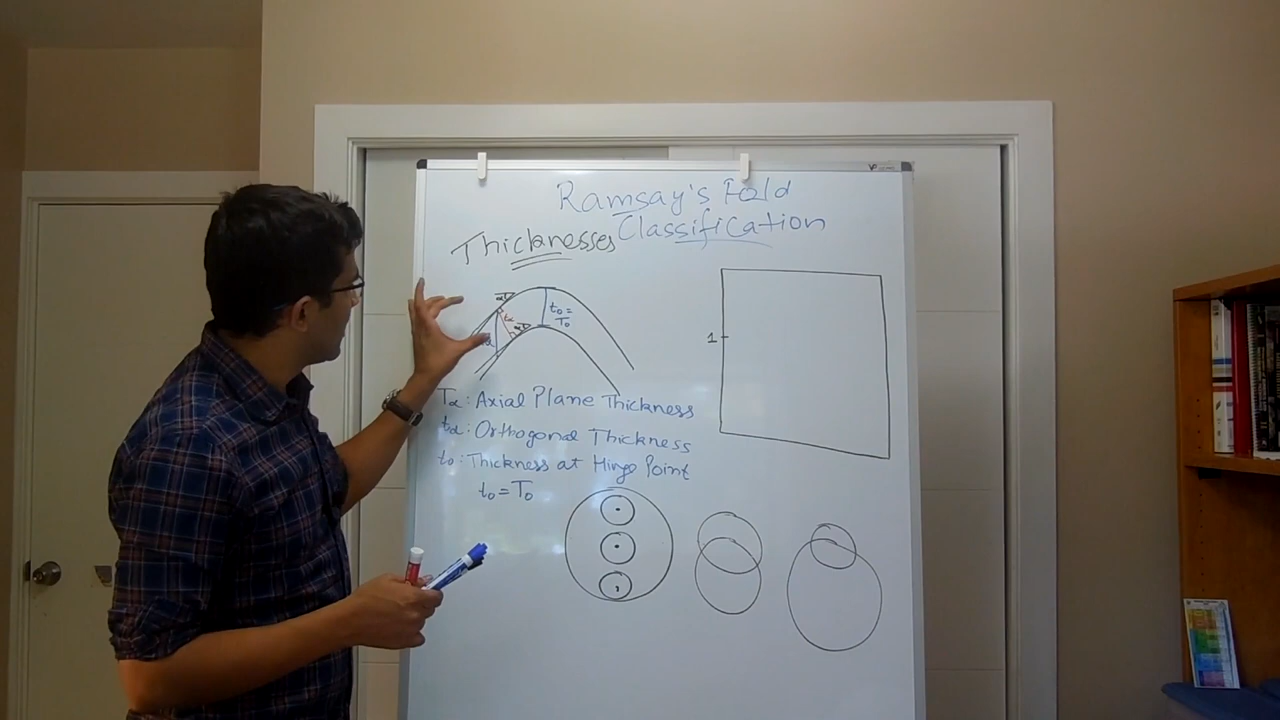 Ramsay's Fold
Classification
Thicknesses
α
tα
α
t₀ =
T₀
1
Tα: Axial Plane Thickness
tα: Orthogonal Thickness
t₀: Thickness at Hinge Point
t₀ = T₀